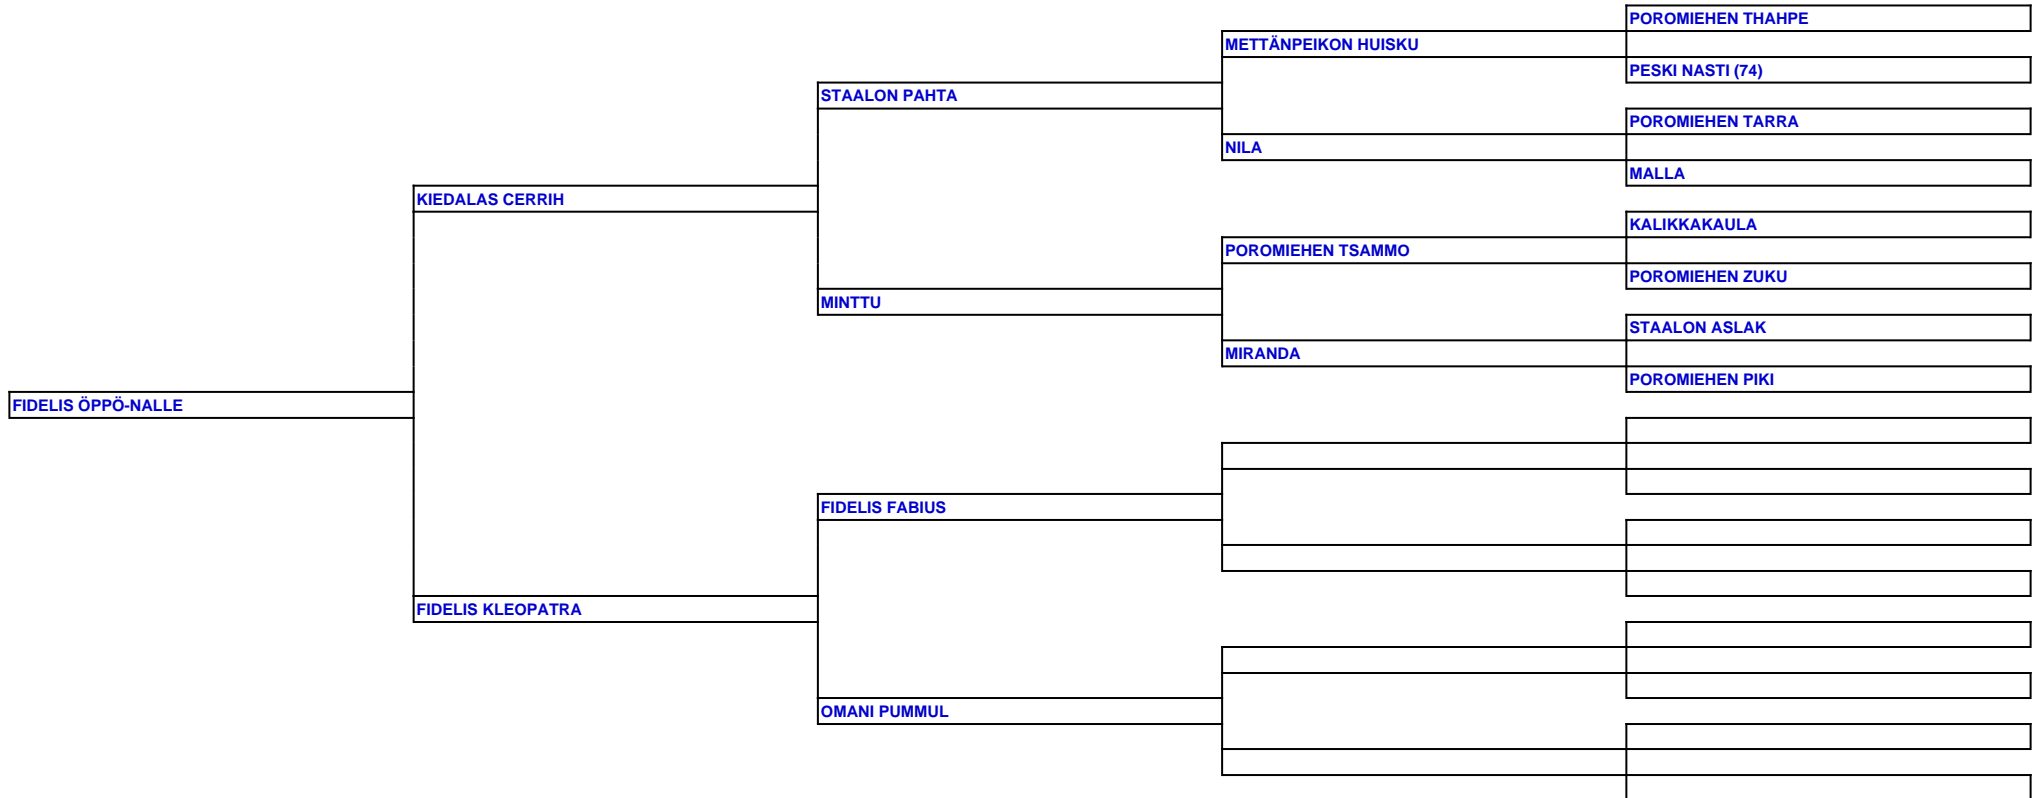 POROMIEHEN THAHPE
METTÄNPEIKON HUISKU
PESKI NASTI (74)
STAALON PAHTA
POROMIEHEN TARRA
NILA
MALLA
KIEDALAS CERRIH
KALIKKAKAULA
POROMIEHEN TSAMMO
POROMIEHEN ZUKU
MINTTU
STAALON ASLAK
MIRANDA
POROMIEHEN PIKI
FIDELIS ÖPPÖ-NALLE
FIDELIS FABIUS
FIDELIS KLEOPATRA
OMANI PUMMUL